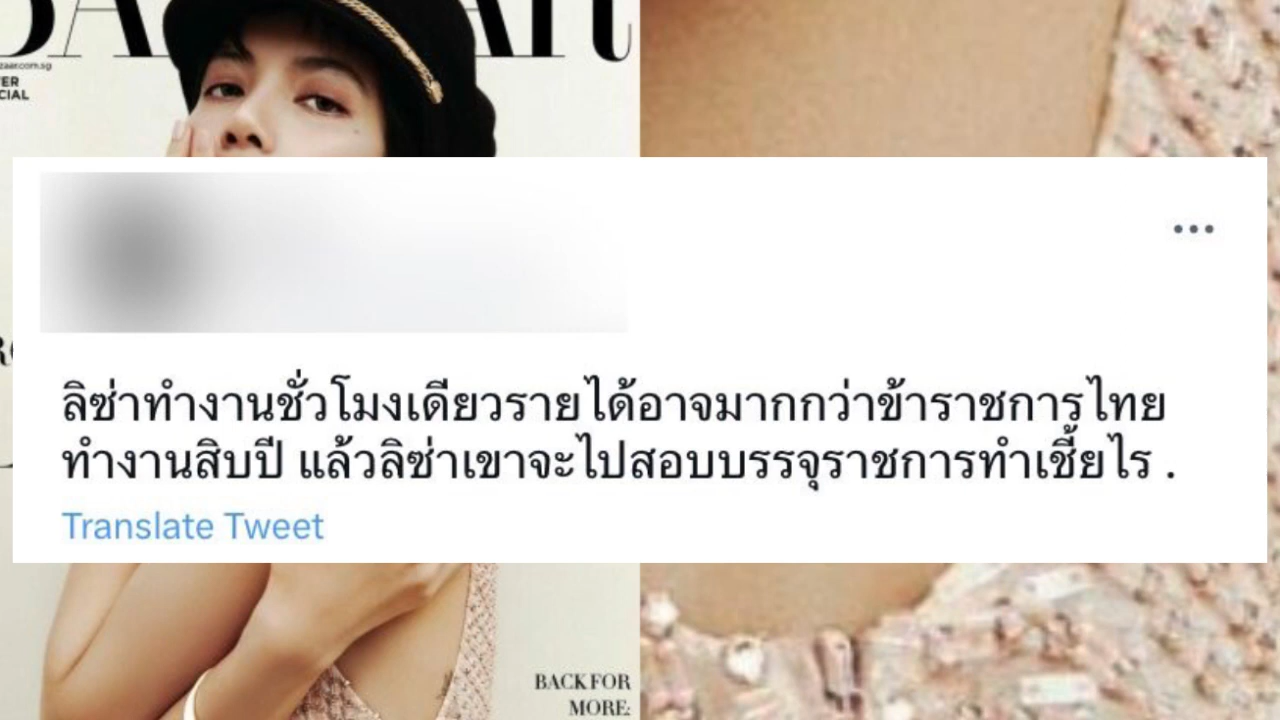 zaar.com.sg
ลิซ่าทำงานชั่วโมงเดียวรายได้อาจมากกว่าข้าราชการไทย
ทำงานสิบปี แล้วลิซ่าเขาจะไปสอบบรรจุราชการทำเชี้ยไร .
Translate Tweet
BACK FOR
MORE: